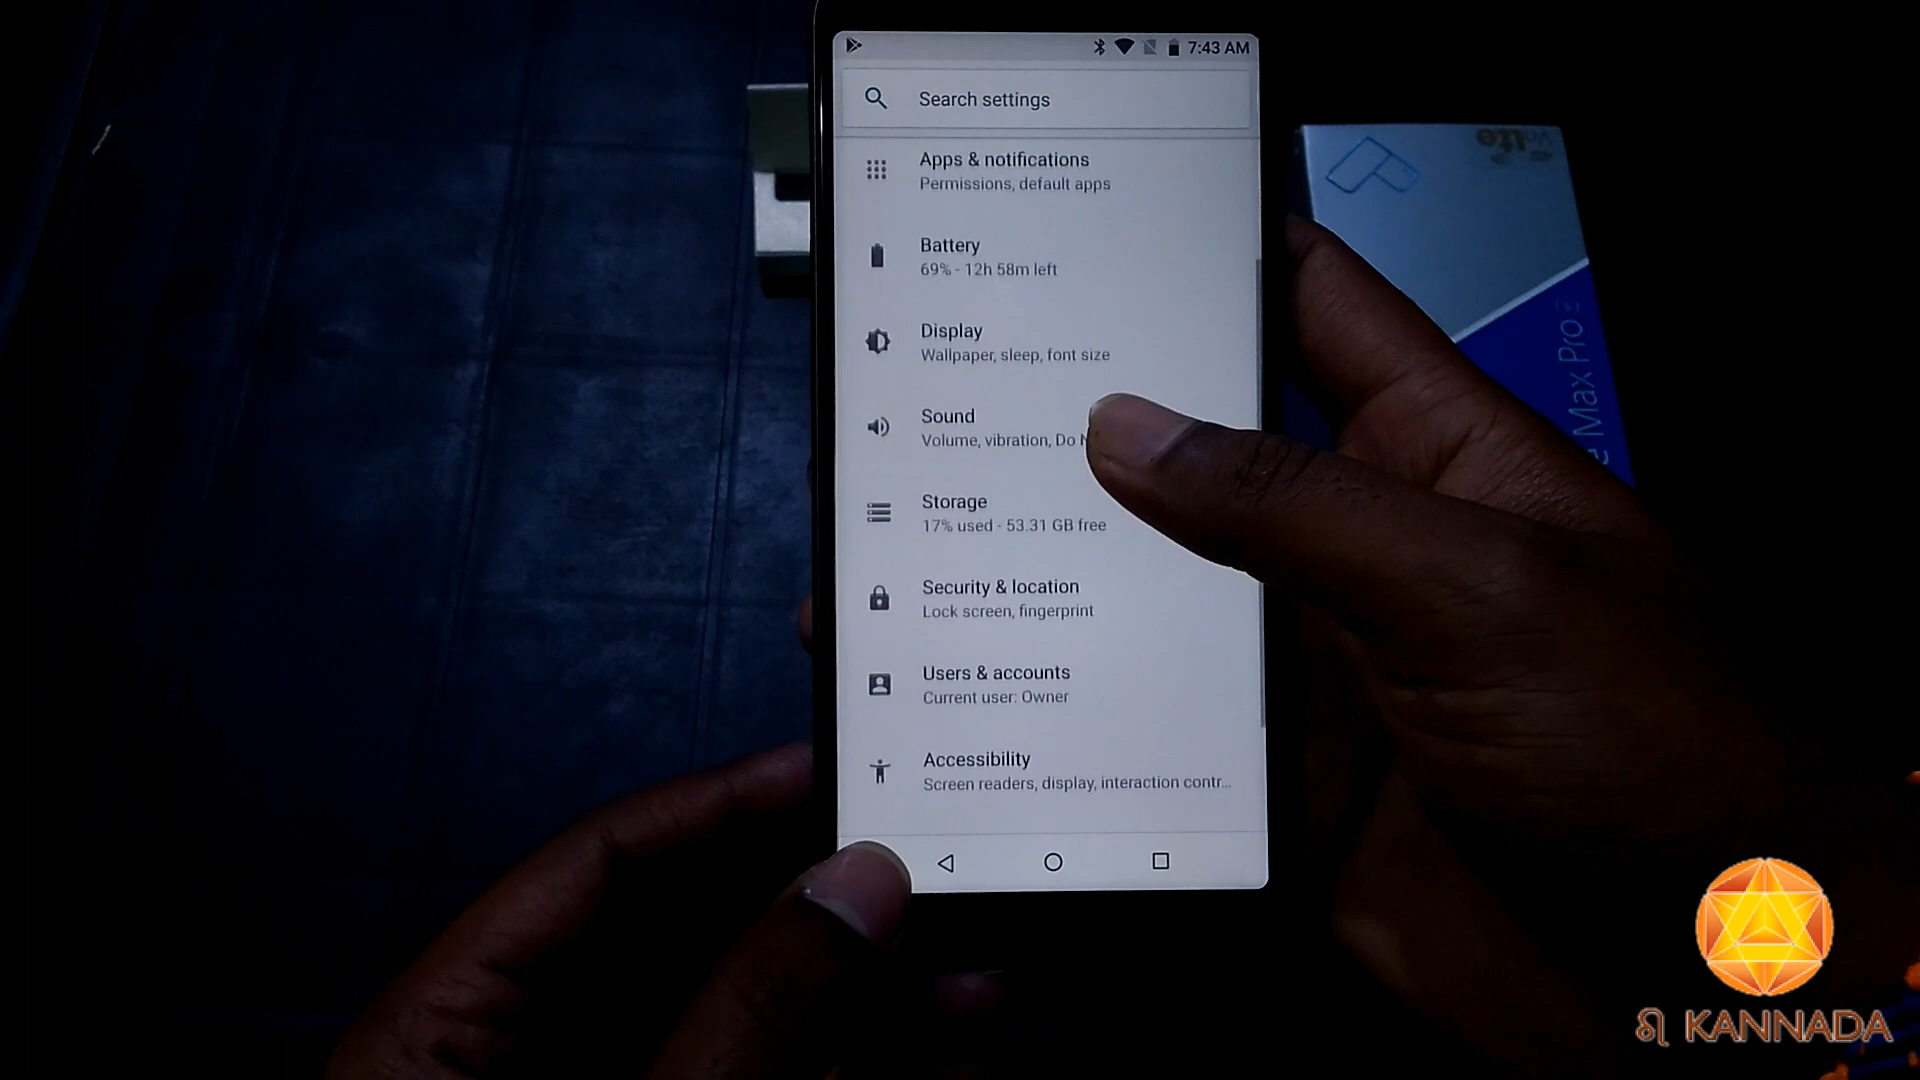 7:43 AM
Search settings
Apps & notifications
Permissions, default apps
Battery
69% - 12h 58m left
Display
Wallpaper, sleep, font size
Sound
Volume, vibration, Do
Storage
17% used - 53.31 GB free
Security & location
Lock screen, fingerprint
Users & accounts
Current user: Owner
Accessibility
Screen readers, display, interaction contr...
VoLTE
Max Pro
KANNADA